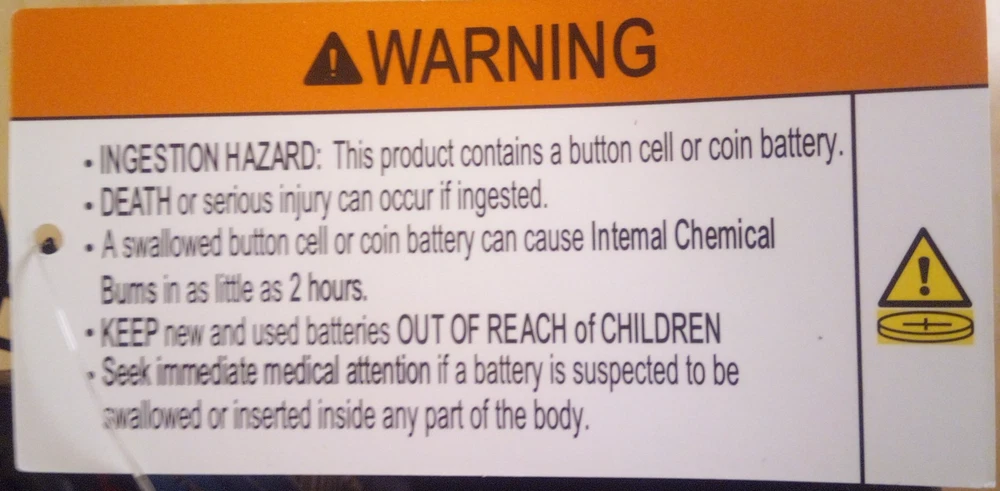 WARNING
• INGESTION HAZARD: This product contains a button cell or coin battery.
• DEATH or serious injury can occur if ingested.
• A swallowed button cell or coin battery can cause Internal Chemical
Burns in as little as 2 hours.
• KEEP new and used batteries OUT OF REACH of CHILDREN
• Seek immediate medical attention if a battery is suspected to be
swallowed or inserted inside any part of the body.